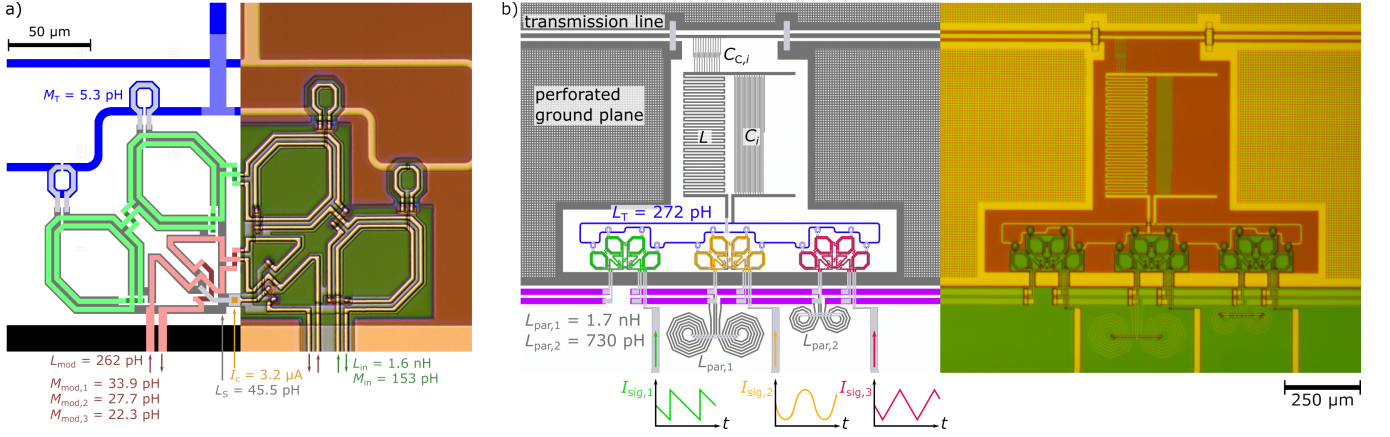 a)
50 µm
M_T = 5.3 pH
L_mod = 262 pH
M_mod,1 = 33.9 pH
M_mod,2 = 27.7 pH
M_mod,3 = 22.3 pH
I_c = 3.2 µA
L_S = 45.5 pH
L_in = 1.6 nH
M_in = 153 pH
b)
transmission line
C_C,i
perforated
ground plane
L
C_i
L_T = 272 pH
L_par,1 = 1.7 nH
L_par,2 = 730 pH
L_par,1
L_par,2
I_sig,1
t
I_sig,2
t
I_sig,3
t
250 µm